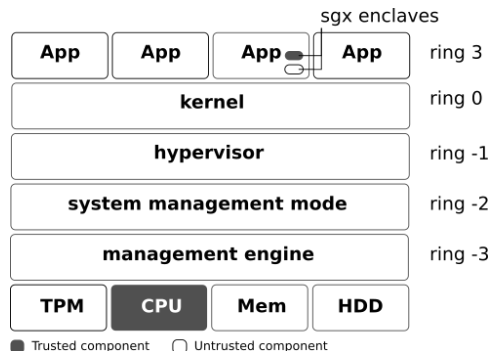 sgx enclaves
App App App App ring 3
kernel ring 0
hypervisor ring -1
system management mode ring -2
management engine ring -3
TPM CPU Mem HDD
Trusted component Untrusted component